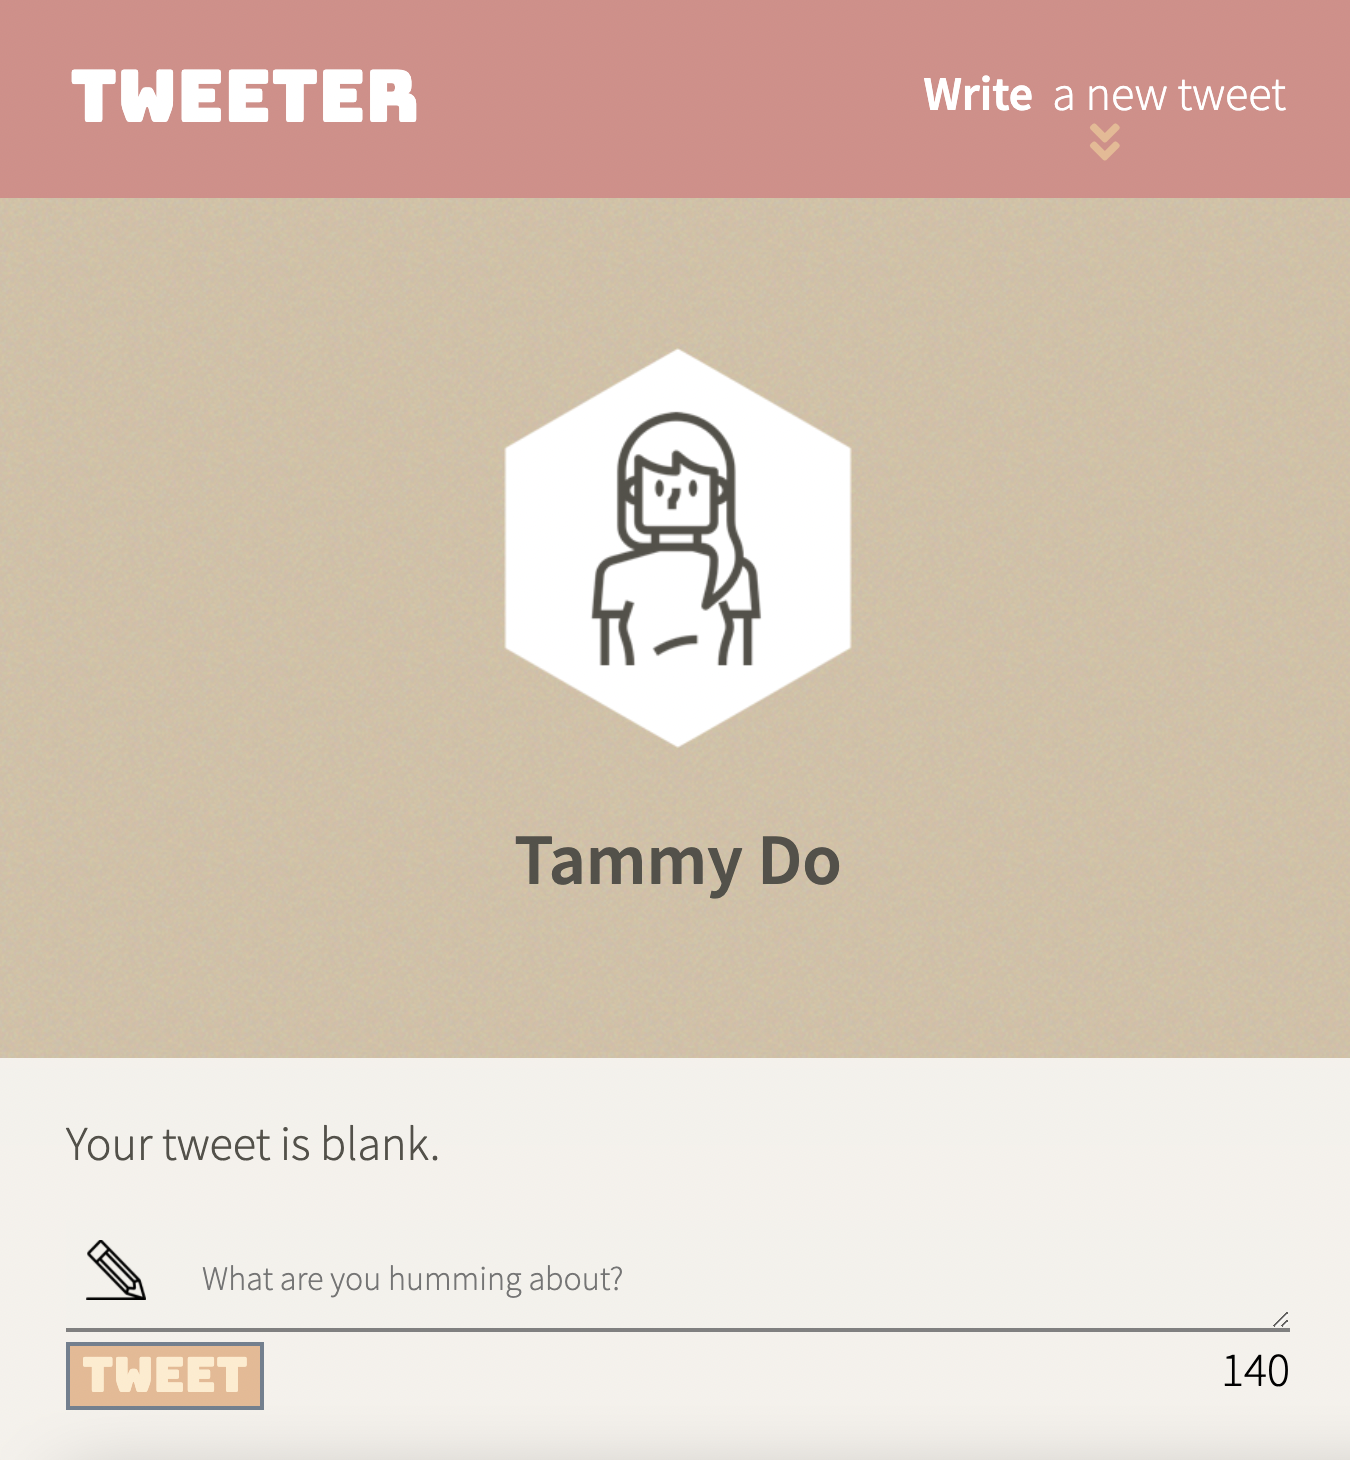 TWEETER
Write a new tweet
Tammy Do
Your tweet is blank.
What are you humming about?
TWEET
140